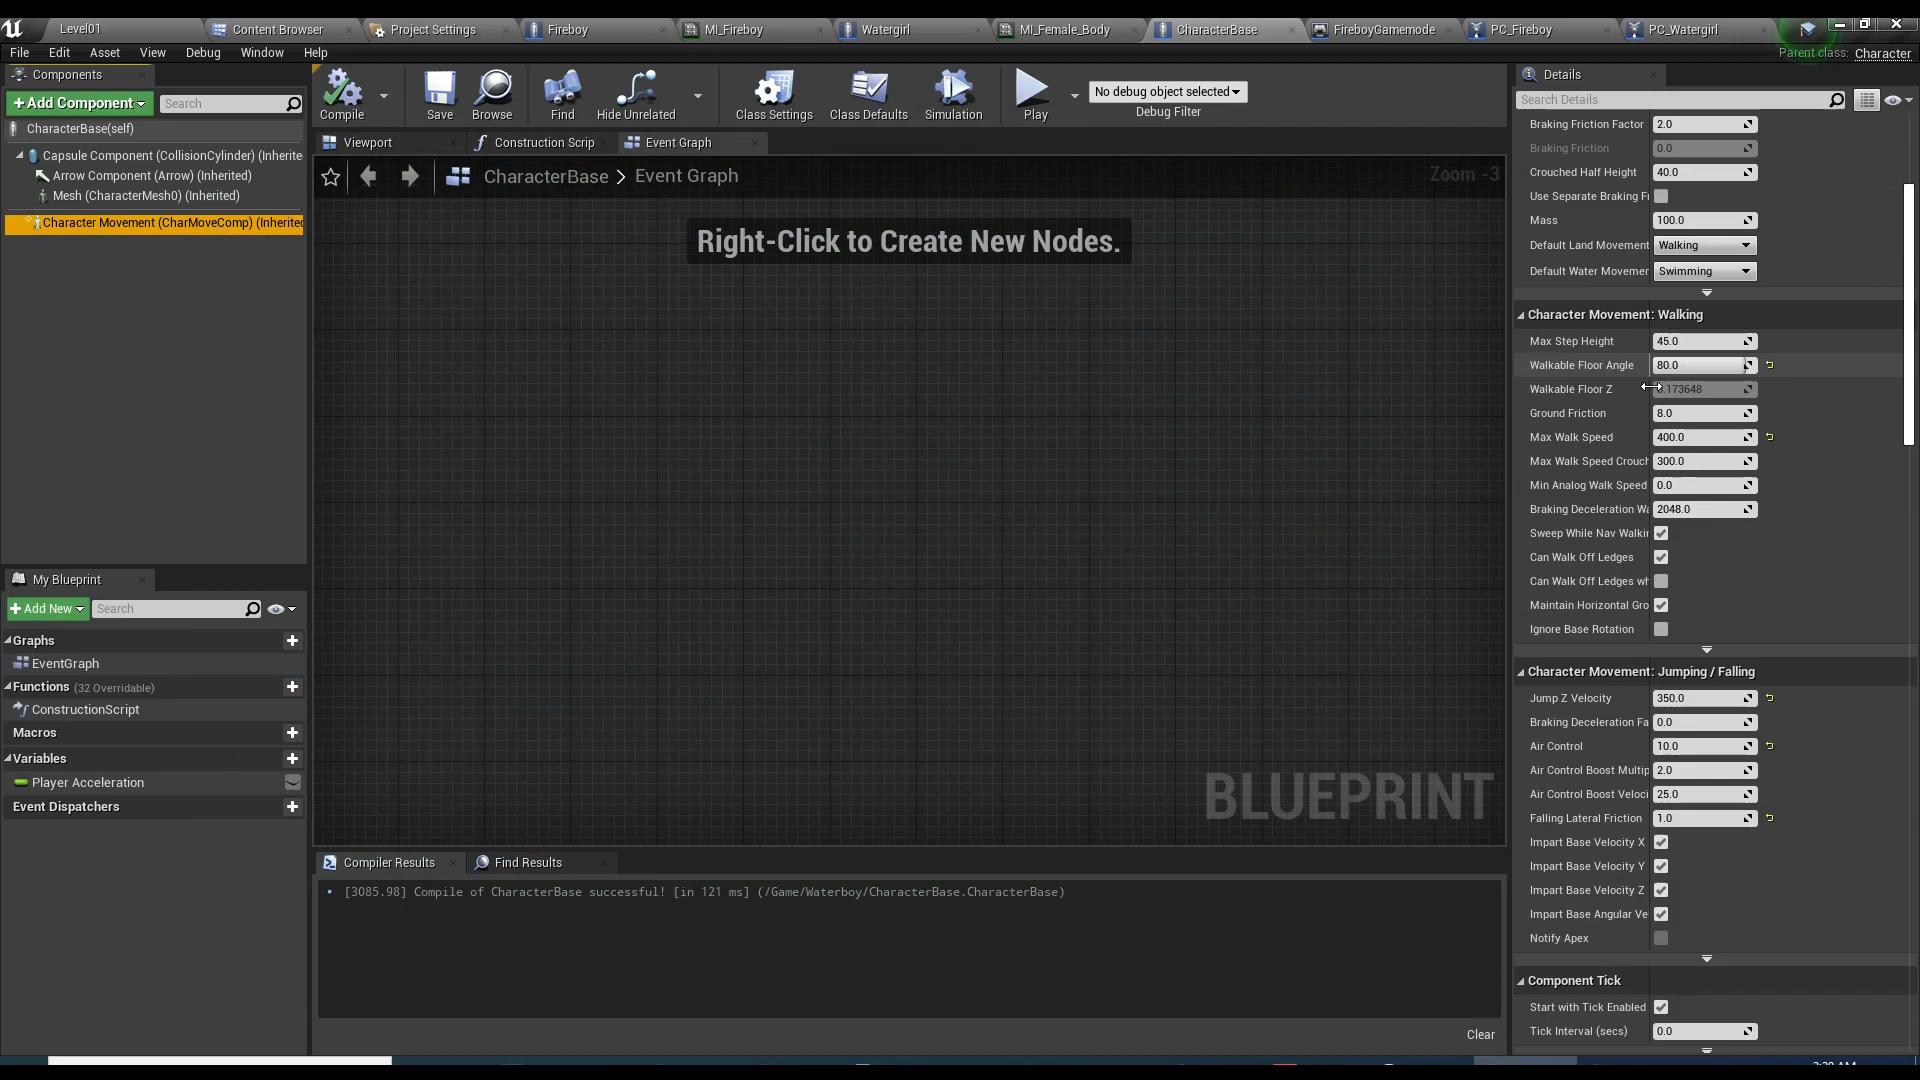 Level01
Content Browser
Project Settings
Fireboy
MI_Fireboy
Watergirl
MI_Female_Body
CharacterBase
FireboyGamemode
PC_Fireboy
PC_Watergirl
File
Edit
Asset
View
Debug
Window
Help
Parent class: Character
Components
+Add Component
Search
CharacterBase(self)
Capsule Component (CollisionCylinder) (Inherite
Arrow Component (Arrow) (Inherited)
Mesh (CharacterMesh0) (Inherited)
Character Movement (CharMoveComp) (Inherited
Compile
Save
Browse
Find
Hide Unrelated
Class Settings
Class Defaults
Simulation
Play
No debug object selected
Debug Filter
Viewport
Construction Scrip
Event Graph
CharacterBase > Event Graph
Zoom -3
Right-Click to Create New Nodes.
BLUEPRINT
My Blueprint
+Add New
Search
Graphs
EventGraph
Functions (32 Overridable)
ConstructionScript
Macros
Variables
Player Acceleration
Event Dispatchers
Compiler Results
Find Results
[3085.98] Compile of CharacterBase successful! [in 121 ms] (/Game/Waterboy/CharacterBase.CharacterBase)
Clear
Details
Search Details
Braking Friction Factor 2.0
Braking Friction 0.0
Crouched Half Height 40.0
Use Separate Braking Fr
Mass 100.0
Default Land Movement Walking
Default Water Movemer Swimming
Character Movement: Walking
Max Step Height 45.0
Walkable Floor Angle 80.0
Walkable Floor Z .173648
Ground Friction 8.0
Max Walk Speed 400.0
Max Walk Speed Crouch 300.0
Min Analog Walk Speed 0.0
Braking Deceleration Wa 2048.0
Sweep While Nav Walkin
Can Walk Off Ledges
Can Walk Off Ledges wh
Maintain Horizontal Gro
Ignore Base Rotation
Character Movement: Jumping / Falling
Jump Z Velocity 350.0
Braking Deceleration Fa 0.0
Air Control 10.0
Air Control Boost Multip 2.0
Air Control Boost Veloci 25.0
Falling Lateral Friction 1.0
Impart Base Velocity X
Impart Base Velocity Y
Impart Base Velocity Z
Impart Base Angular Ve
Notify Apex
Component Tick
Start with Tick Enabled
Tick Interval (secs) 0.0